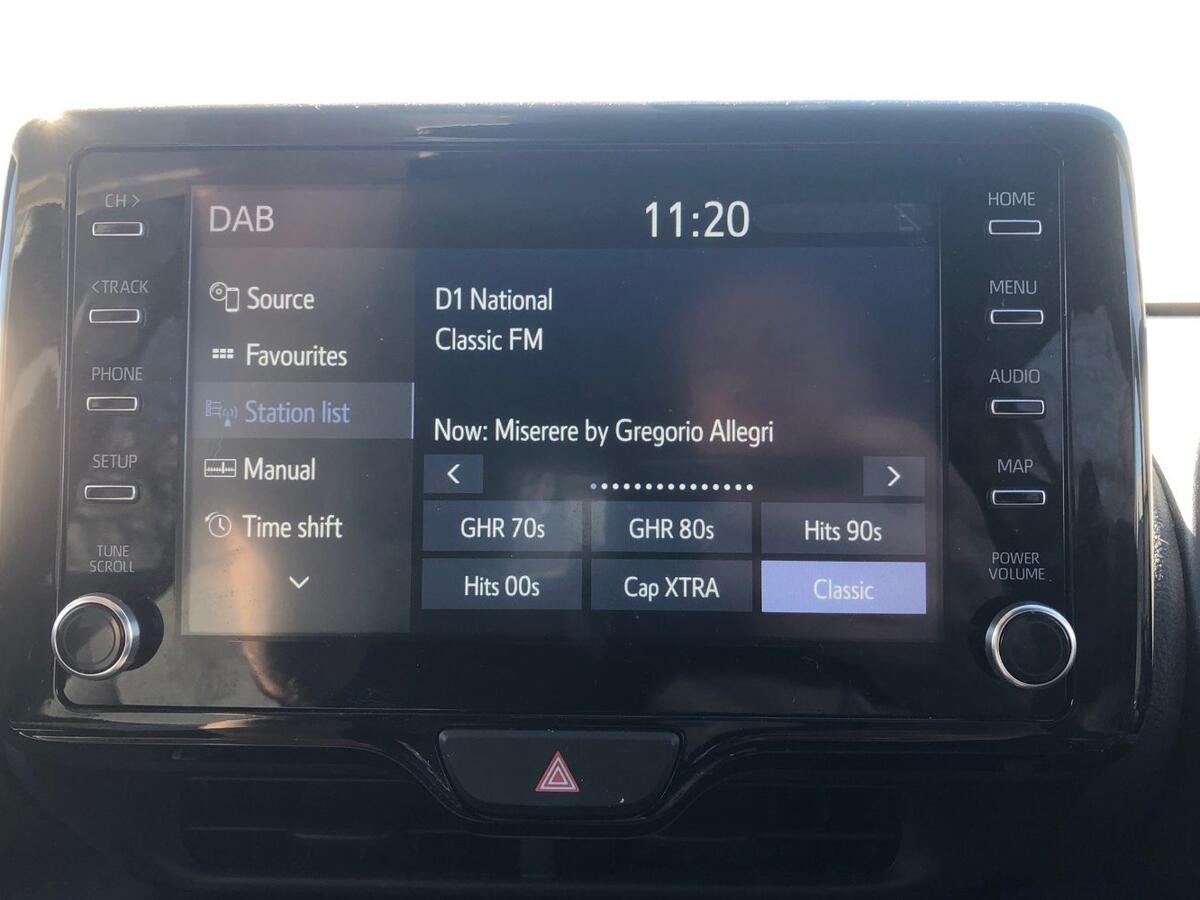 CH >
< TRACK
PHONE
SETUP
TUNE
SCROLL
DAB
11:20
Source
Favourites
Station list
Manual
Time shift
D1 National
Classic FM
Now: Miserere by Gregorio Allegri
<
>
GHR 70s
GHR 80s
Hits 90s
Hits 00s
Cap XTRA
Classic
HOME
MENU
AUDIO
MAP
POWER
VOLUME